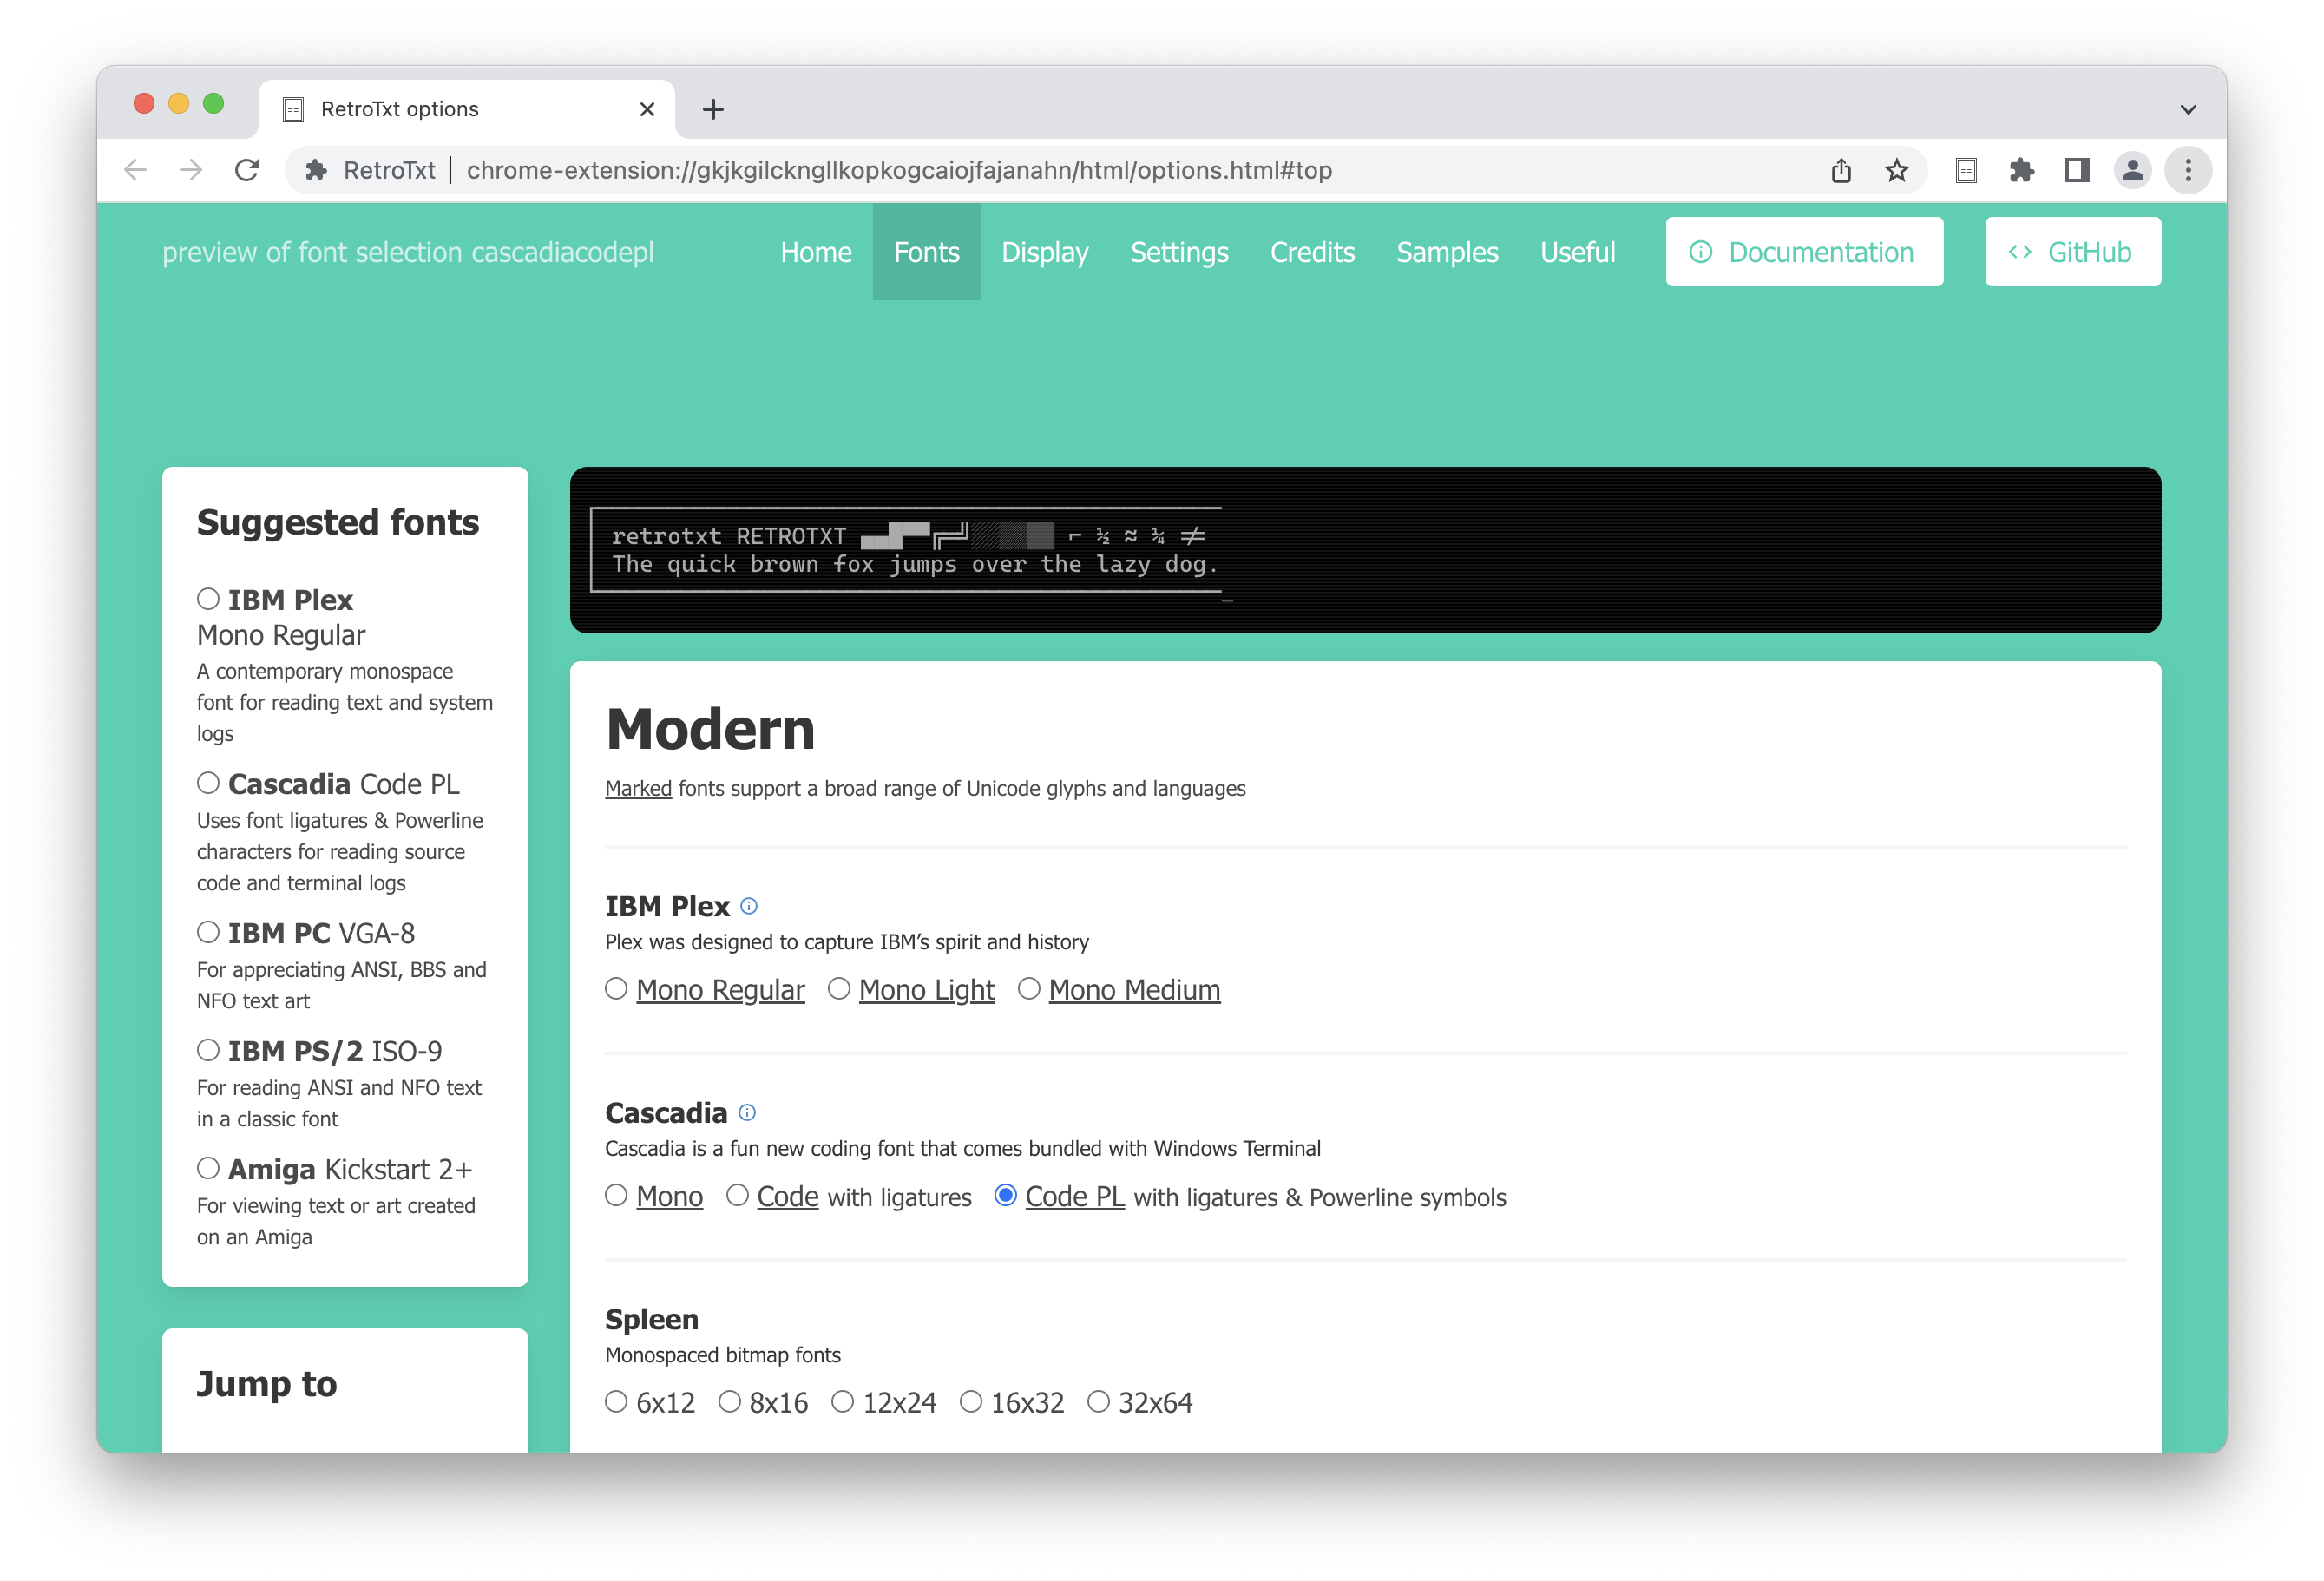 RetroTxt options
RetroTxt | chrome-extension://gkjkgilckngllkopkogcaiojfajanahn/html/options.html#top
preview of font selection cascadiacodepl
Home Fonts Display Settings Credits Samples Useful Documentation GitHub
Suggested fonts
IBM Plex
Mono Regular
A contemporary monospace
font for reading text and system
logs
Cascadia Code PL
Uses font ligatures & Powerline
characters for reading source
code and terminal logs
IBM PC VGA-8
For appreciating ANSI, BBS and
NFO text art
IBM PS/2 ISO-9
For reading ANSI and NFO text
in a classic font
Amiga Kickstart 2+
For viewing text or art created
on an Amiga
Jump to
retrotxt RETROTXT ▄▄█▀▀╔═╝░░▒▒▓▓ ⌐ ½ ≈ ¼ ≠
The quick brown fox jumps over the lazy dog.
Modern
Marked fonts support a broad range of Unicode glyphs and languages
IBM Plex
Plex was designed to capture IBM’s spirit and history
Mono Regular Mono Light Mono Medium
Cascadia
Cascadia is a fun new coding font that comes bundled with Windows Terminal
Mono Code with ligatures Code PL with ligatures & Powerline symbols
Spleen
Monospaced bitmap fonts
6x12 8x16 12x24 16x32 32x64